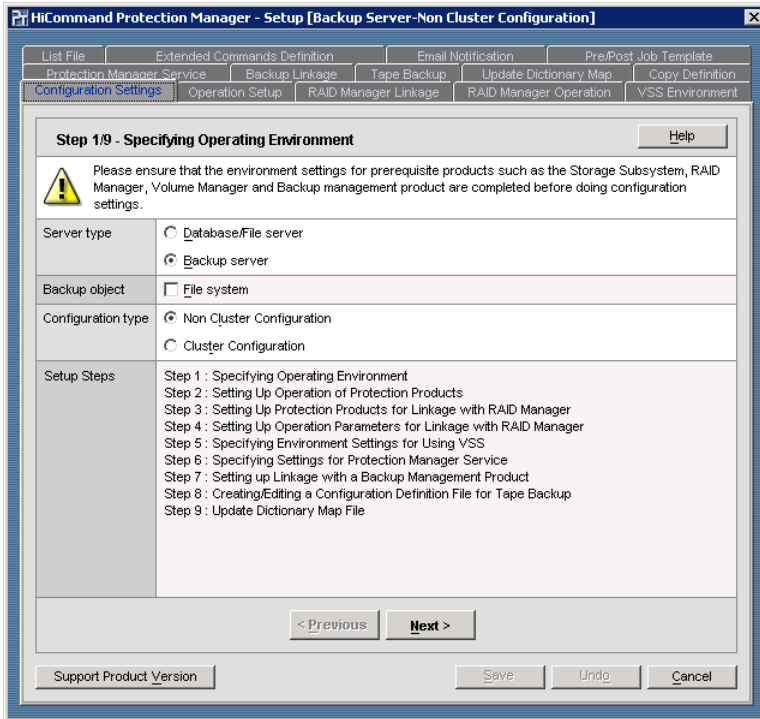 HiCommand Protection Manager - Setup [Backup Server-Non Cluster Configuration]
List File Extended Commands Definition Email Notification Pre/Post Job Template
Protection Manager Service Backup Linkage Tape Backup Update Dictionary Map Copy Definition
Configuration Settings Operation Setup RAID Manager Linkage RAID Manager Operation VSS Environment
Step 1/9 - Specifying Operating Environment Help
Please ensure that the environment settings for prerequisite products such as the Storage Subsystem, RAID
Manager, Volume Manager and Backup management product are completed before doing configuration
settings.
Server type Database/File server
Backup server
Backup object File system
Configuration type Non Cluster Configuration
Cluster Configuration
Setup Steps Step 1 : Specifying Operating Environment
Step 2 : Setting Up Operation of Protection Products
Step 3 : Setting Up Protection Products for Linkage with RAID Manager
Step 4 : Setting Up Operation Parameters for Linkage with RAID Manager
Step 5 : Specifying Environment Settings for Using VSS
Step 6 : Specifying Settings for Protection Manager Service
Step 7 : Setting up Linkage with a Backup Management Product
Step 8 : Creating/Editing a Configuration Definition File for Tape Backup
Step 9 : Update Dictionary Map File
< Previous Next >
Support Product Version Save Undo Cancel